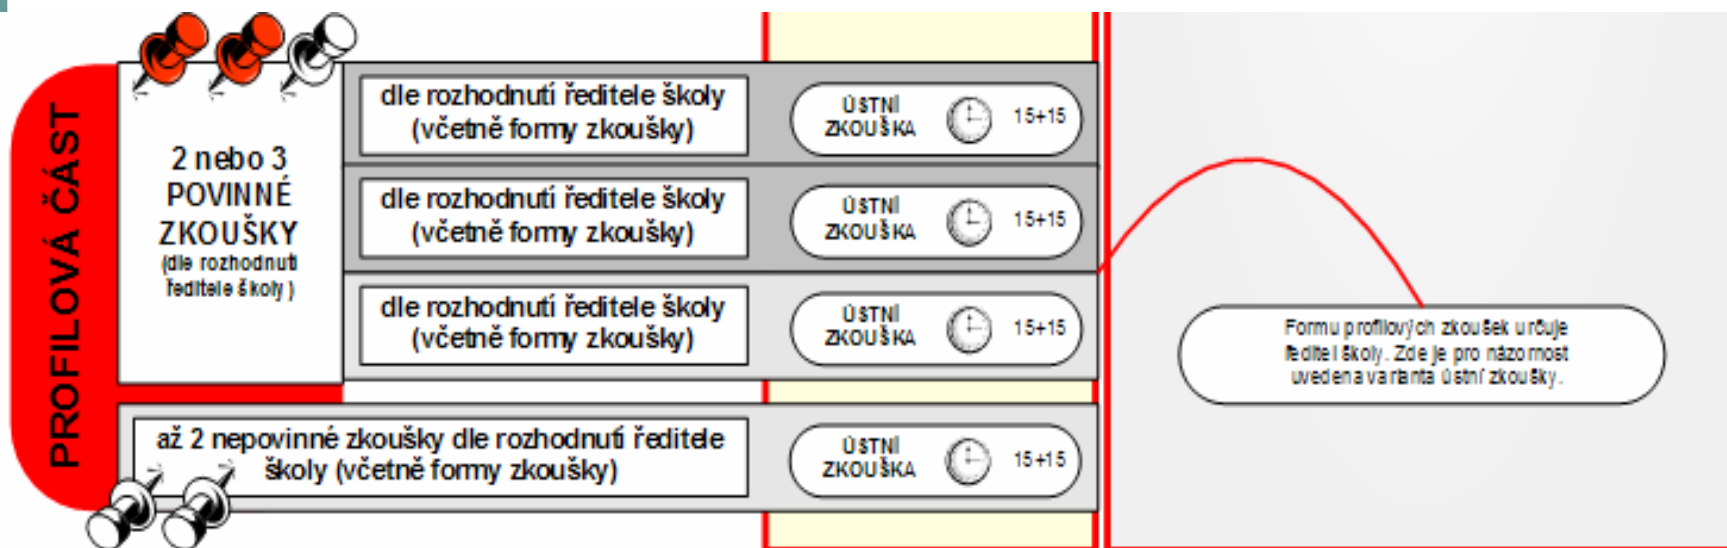 PROFILOVÁ ČÁST
2 nebo 3
POVINNÉ
ZKOUŠKY
(dle rozhodnutí
ředitele školy)
dle rozhodnutí ředitele školy
(včetně formy zkoušky)
ÚSTNÍ
ZKOUŠKA
15+15
dle rozhodnutí ředitele školy
(včetně formy zkoušky)
ÚSTNÍ
ZKOUŠKA
15+15
dle rozhodnutí ředitele školy
(včetně formy zkoušky)
ÚSTNÍ
ZKOUŠKA
15+15
až 2 nepovinné zkoušky dle rozhodnutí ředitele
školy (včetně formy zkoušky)
ÚSTNÍ
ZKOUŠKA
15+15
Formu profilových zkoušek určuje
ředitel školy. Zde je pro názornost
uvedena varianta ústní zkoušky.